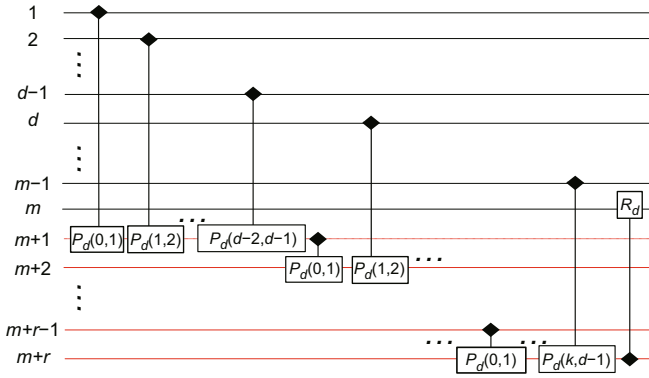 1
2
⋮
d−1
d
⋮
m−1
m
R_d
...
m+1
P_d(0,1)
P_d(1,2)
P_d(d−2,d−1)
m+2
P_d(0,1)
P_d(1,2)
...
⋮
m+r−1
...
...
m+r
P_d(0,1)
P_d(k,d−1)